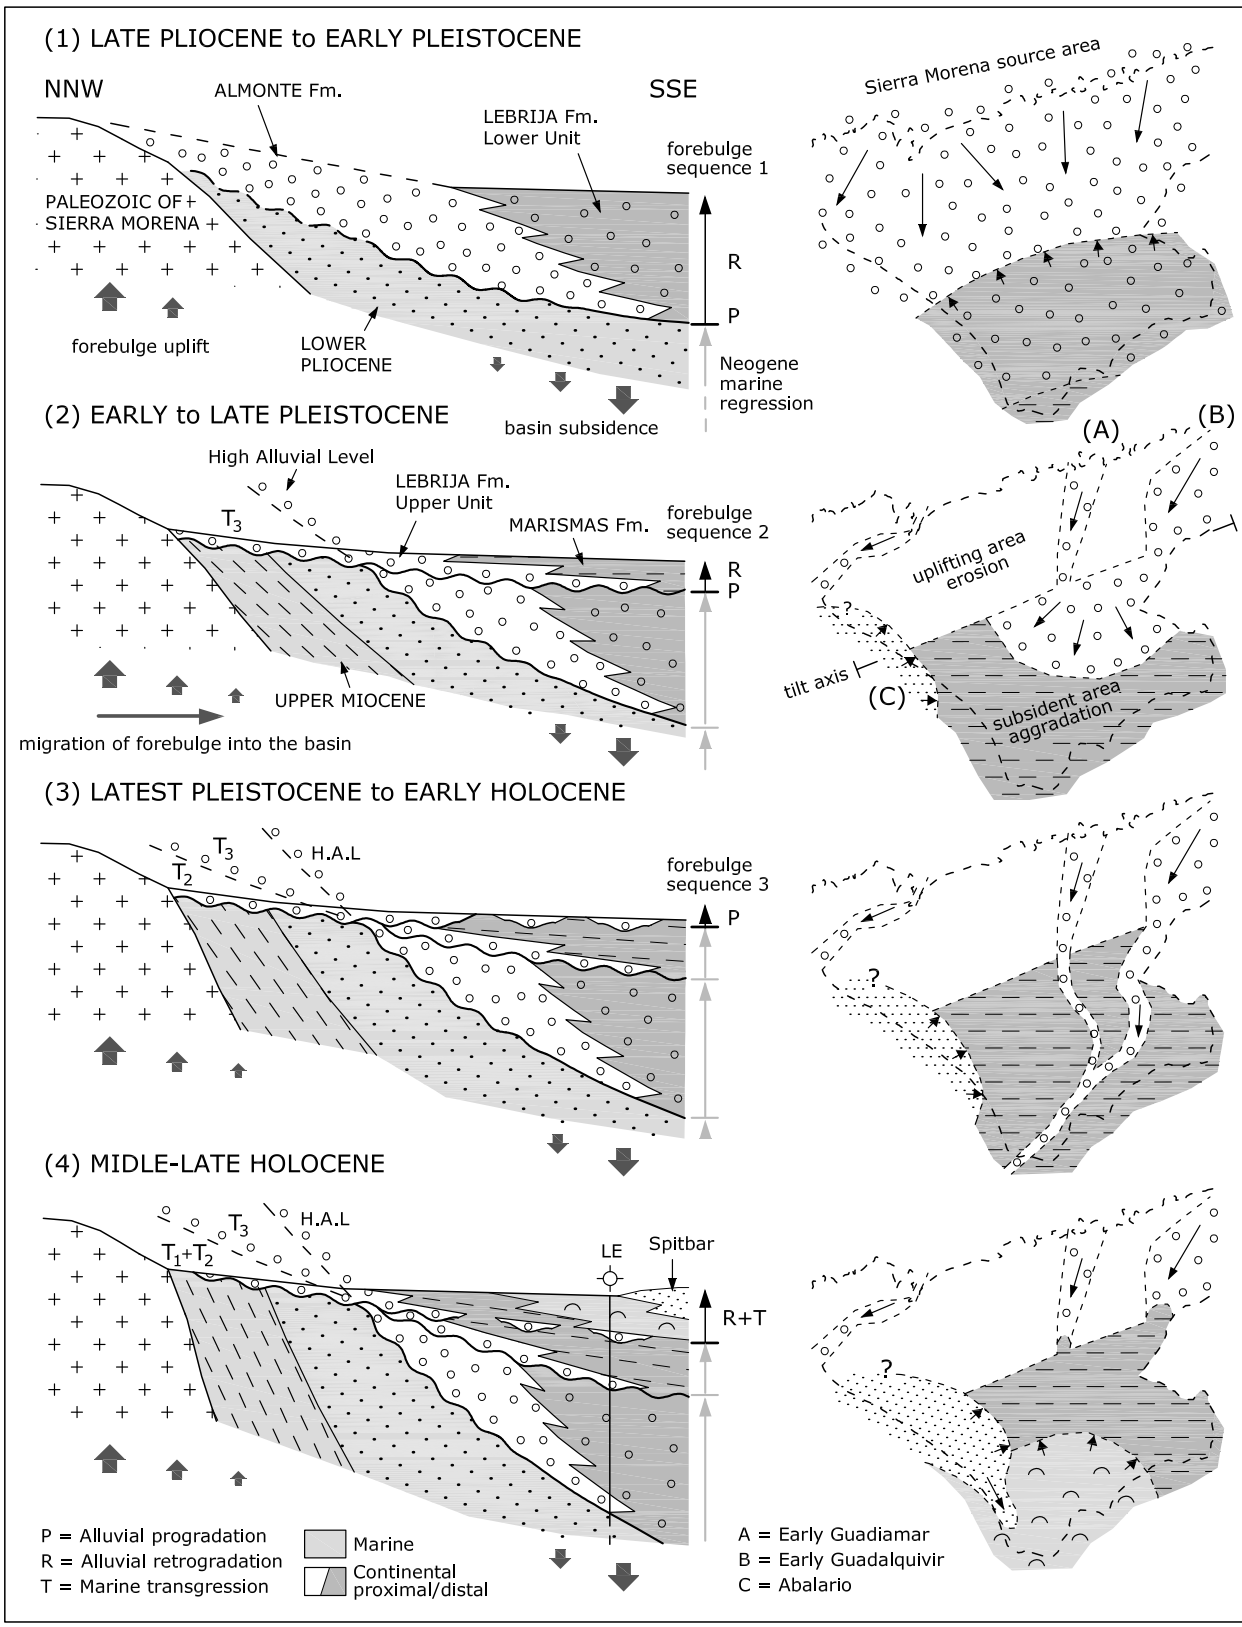 (1) LATE PLIOCENE to EARLY PLEISTOCENE
NNW
ALMONTE Fm.
SSE
LEBRIJA Fm.
Lower Unit
forebulge
sequence 1
PALEOZOIC OF
SIERRA MORENA
R
P
forebulge uplift
LOWER
PLIOCENE
Neogene
marine
regression
basin subsidence
Sierra Morena source area
(2) EARLY to LATE PLEISTOCENE
High Alluvial Level
T3
LEBRIJA Fm.
Upper Unit
MARISMAS Fm.
forebulge
sequence 2
R
P
UPPER MIOCENE
migration of forebulge into the basin
(A)
(B)
uplifting area
erosion
?
tilt axis
(C)
subsident area
aggradation
(3) LATEST PLEISTOCENE to EARLY HOLOCENE
T3
H.A.L
T2
forebulge
sequence 3
P
?
(4) MIDLE-LATE HOLOCENE
T3
H.A.L
T1+T2
LE
Spitbar
R+T
?
P = Alluvial progradation
R = Alluvial retrogradation
T = Marine transgression
Marine
Continental
proximal/distal
A = Early Guadiamar
B = Early Guadalquivir
C = Abalario